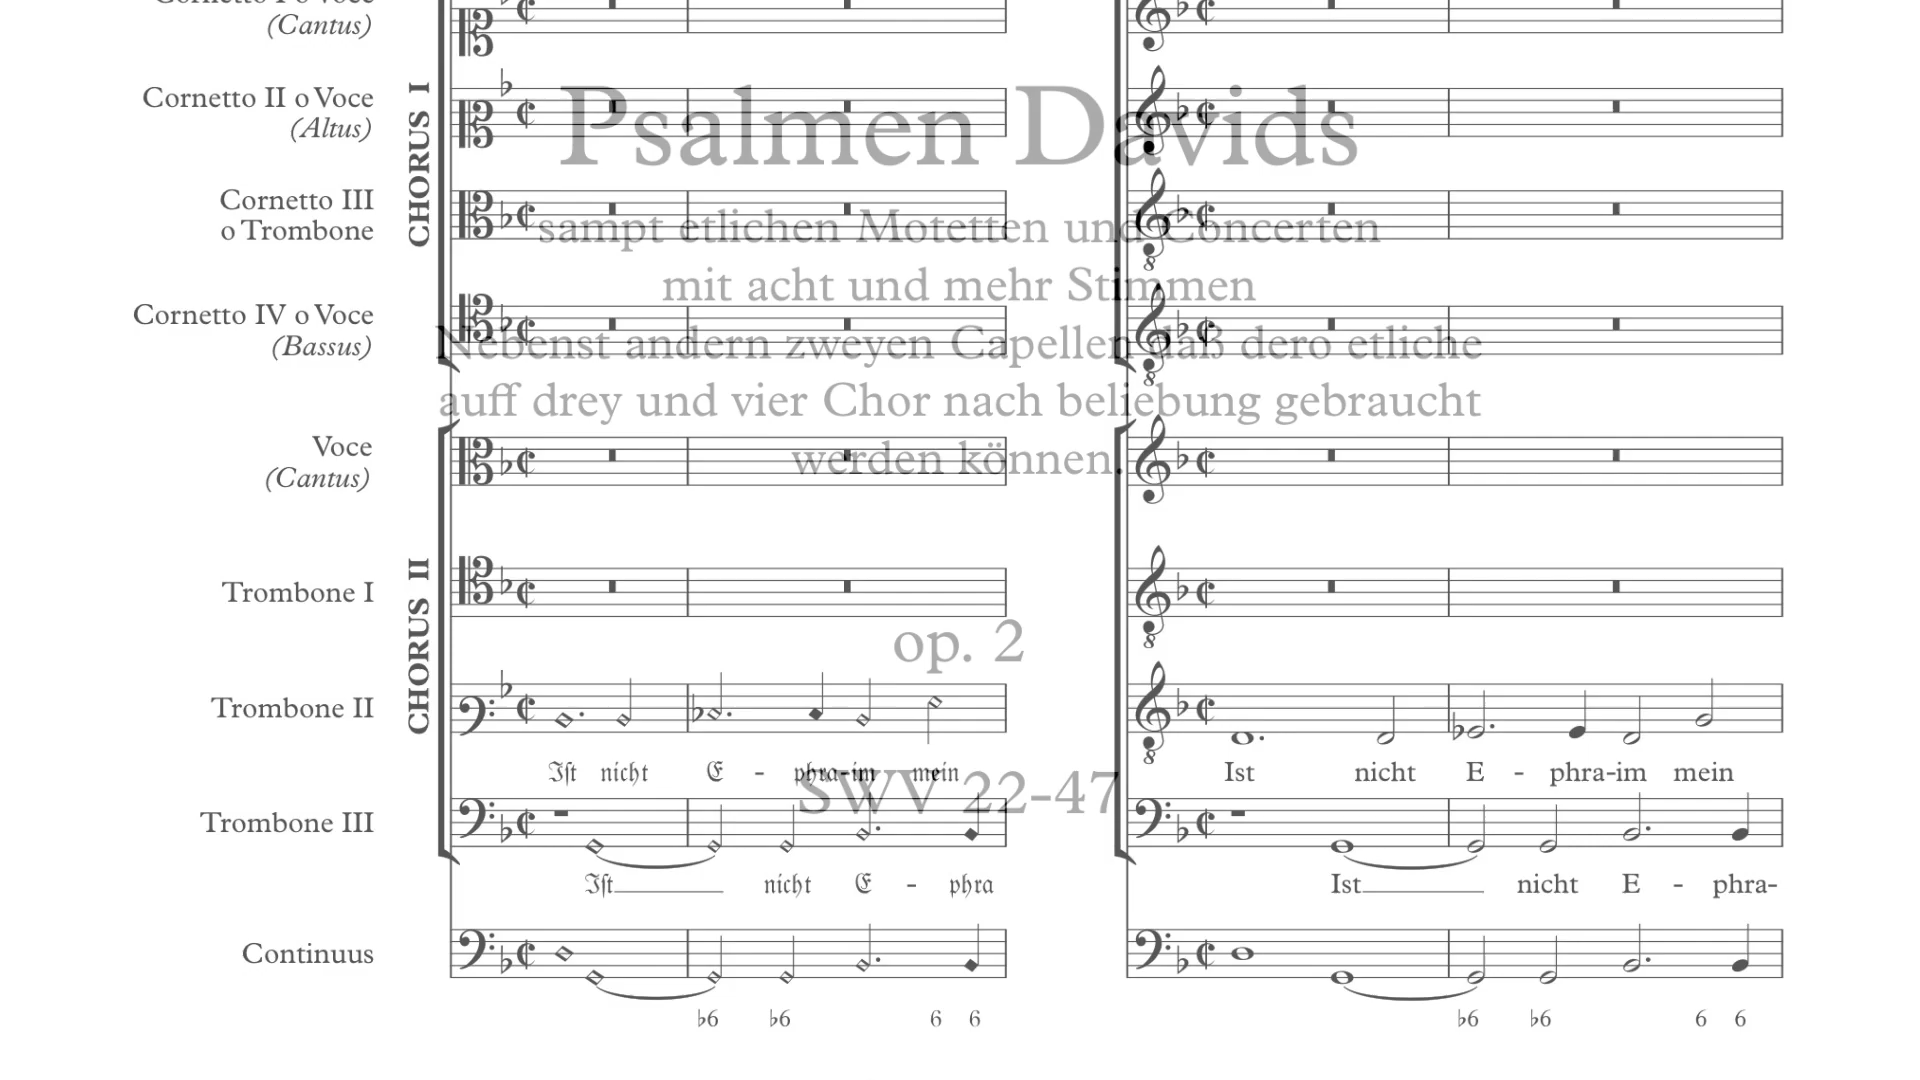 Cornetto I o Voce
(Cantus)
Cornetto II o Voce
(Altus)
CHORUS I
Psalmen Davids
Cornetto III
o Trombone
sampt etlichen Motetten und Concerten
mit acht und mehr Stimmen
Cornetto IV o Voce
(Bassus)
Nebenst andern zweyen Capellen daß dero etliche
auff drey und vier Chor nach beliebung gebraucht
werden können.
Voce
(Cantus)
CHORUS II
Trombone I
op. 2
Trombone II
Iſt nicht E - phra-im mein
Ist nicht E - phra-im mein
SWV 22-47
Trombone III
Iſt nicht E - phra
Ist nicht E - phra-
Continuus
♭6 ♭6 6 6
♭6 ♭6 6 6
8
8
8
8